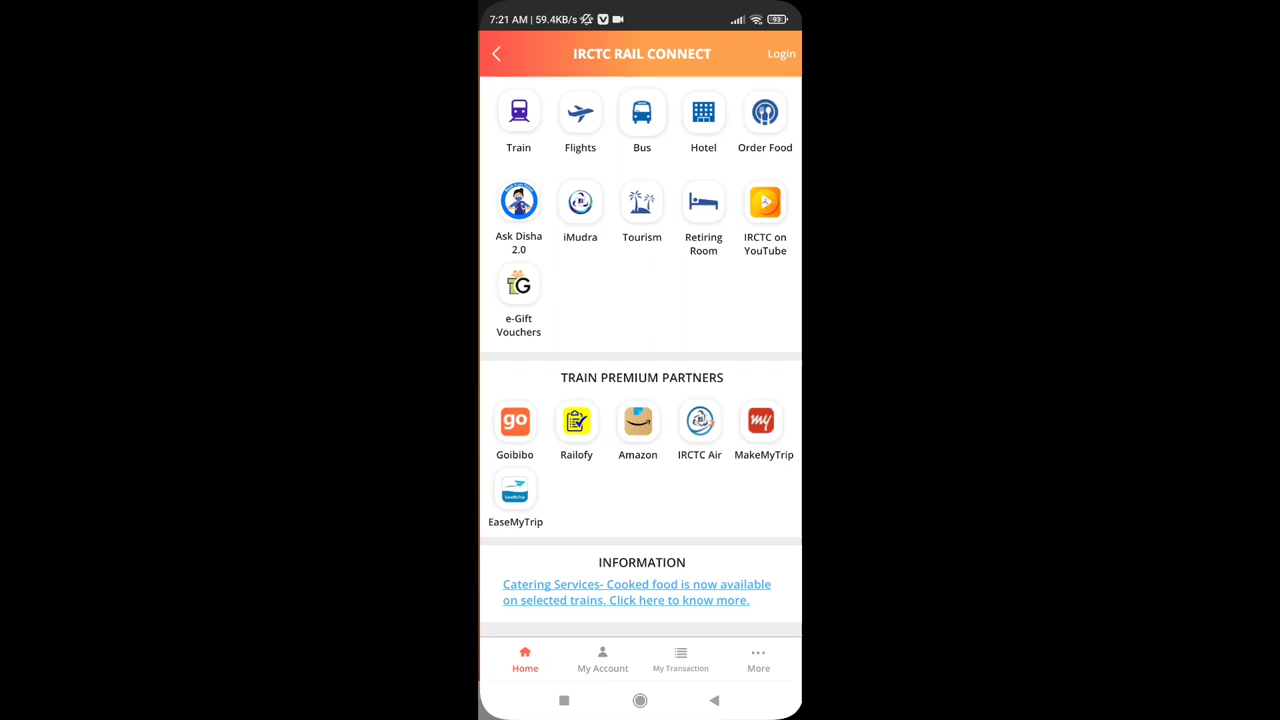 7:21 AM | 59.4KB/s
93
IRCTC RAIL CONNECT
Login
Train
Flights
Bus
Hotel
Order Food
Ask Disha
2.0
iMudra
Tourism
Retiring
Room
IRCTC on
YouTube
e-Gift
Vouchers
TRAIN PREMIUM PARTNERS
go
my
Goibibo
Railofy
Amazon
IRCTC Air
MakeMyTrip
EaseMyTrip
EaseMyTrip
INFORMATION
Catering Services- Cooked food is now available
on selected trains. Click here to know more.
Home
My Account
My Transaction
More